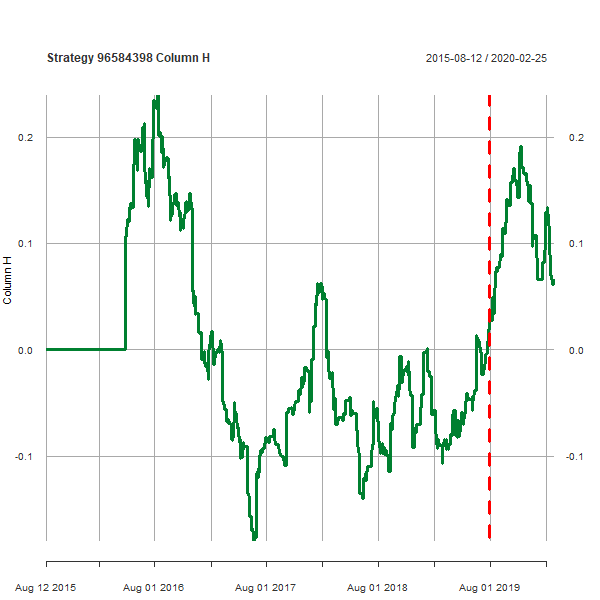 Strategy 96584398 Column H
2015-08-12 / 2020-02-25
0.2
0.2
0.1
0.1
Column H
0.0
0.0
-0.1
-0.1
Aug 12 2015
Aug 01 2016
Aug 01 2017
Aug 01 2018
Aug 01 2019